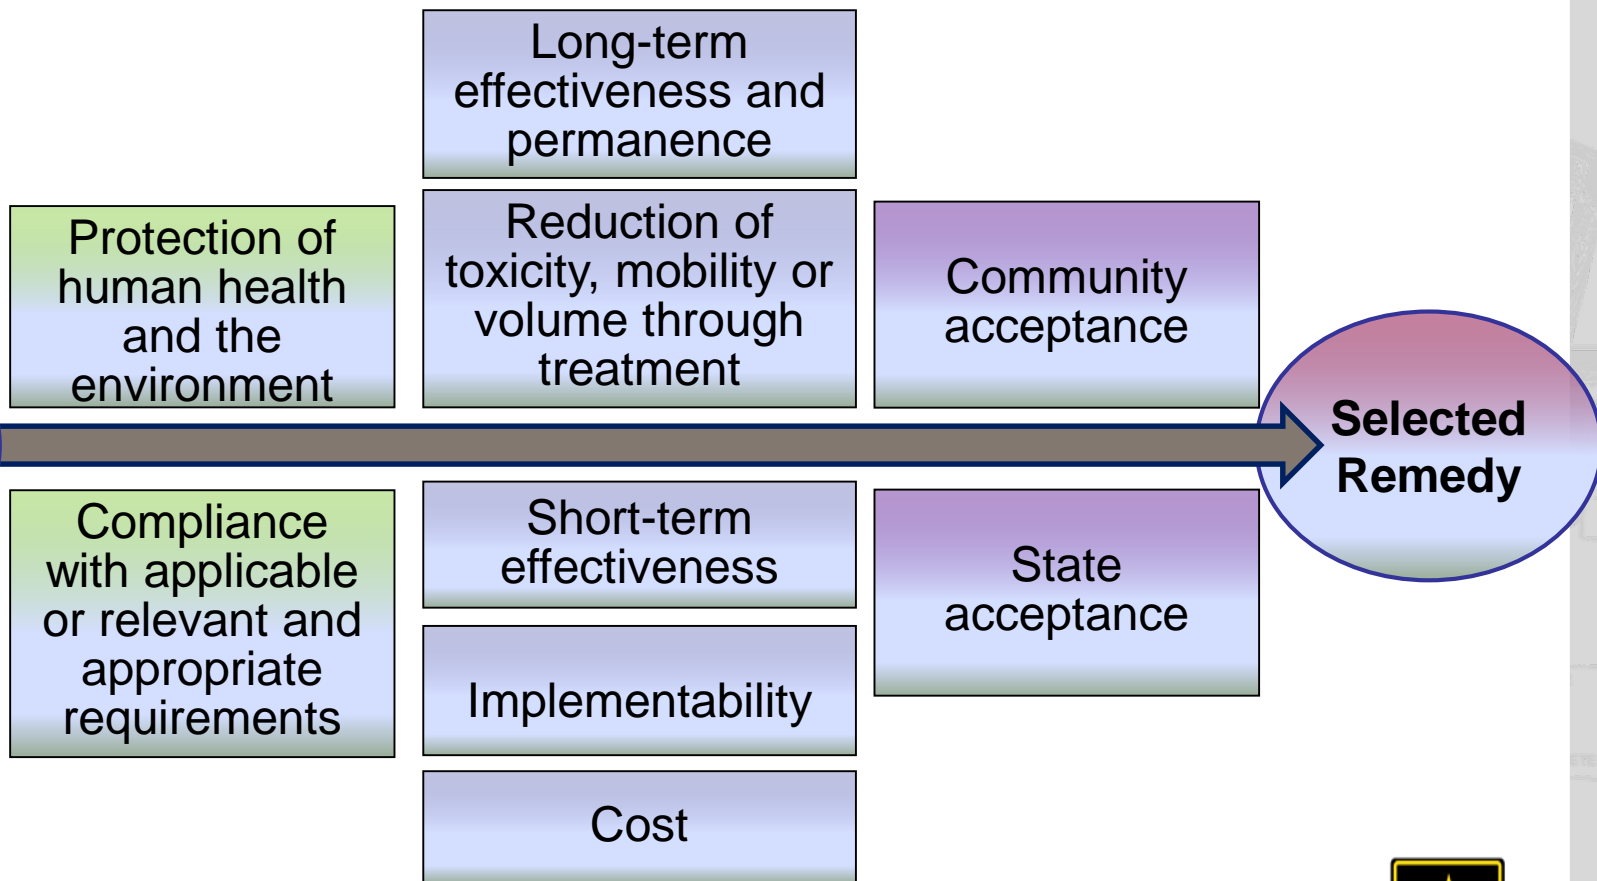 Long-term
effectiveness and
permanence
Protection of
human health
and the
environment
Reduction of
toxicity, mobility or
volume through
treatment
Community
acceptance
Selected
Remedy
Compliance
with applicable
or relevant and
appropriate
requirements
Short-term
effectiveness
State
acceptance
Implementability
Cost